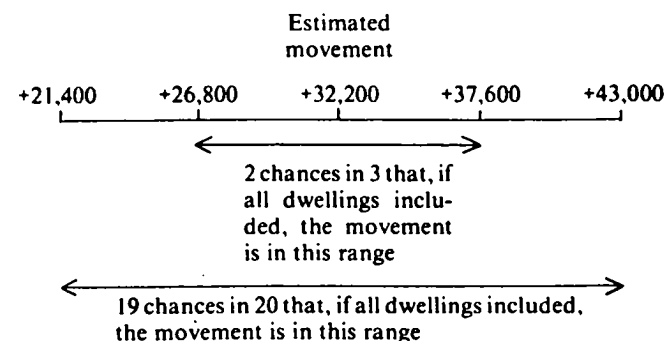 Estimated
movement
+21,400 +26,800 +32,200 +37,600 +43,000
2 chances in 3 that, if
all dwellings inclu-
ded, the movement
is in this range
19 chances in 20 that, if all dwellings included,
the movement is in this range